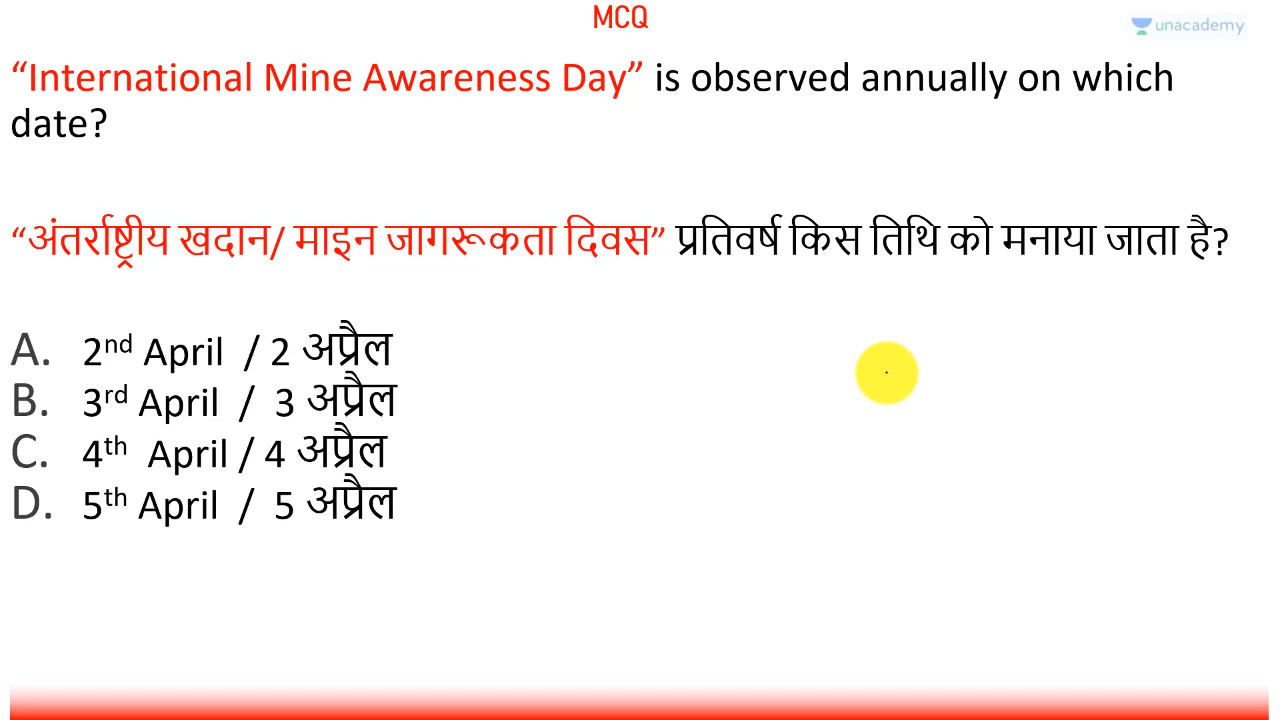 MCQ
unacademy
“International Mine Awareness Day” is observed annually on which
date?
“अंतर्राष्ट्रीय खदान/ माइन जागरूकता दिवस” प्रतिवर्ष किस तिथि को मनाया जाता है?
A. 2nd April / 2 अप्रैल
B. 3rd April / 3 अप्रैल
C. 4th April / 4 अप्रैल
D. 5th April / 5 अप्रैल